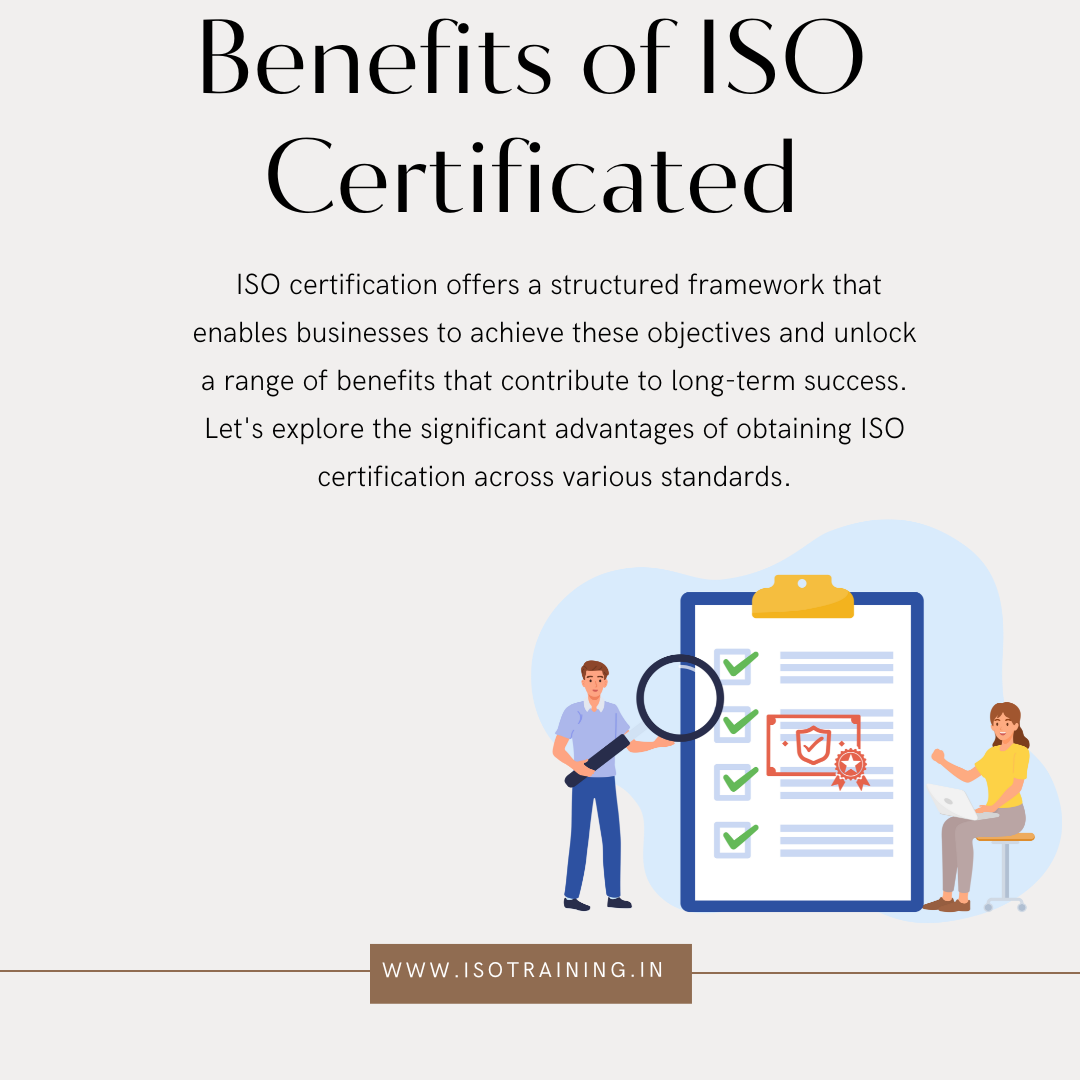 Benefits of ISO
Certificated
ISO certification offers a structured framework that
enables businesses to achieve these objectives and unlock
a range of benefits that contribute to long-term success.
Let's explore the significant advantages of obtaining ISO
certification across various standards.
WWW.ISOTRAINING.IN